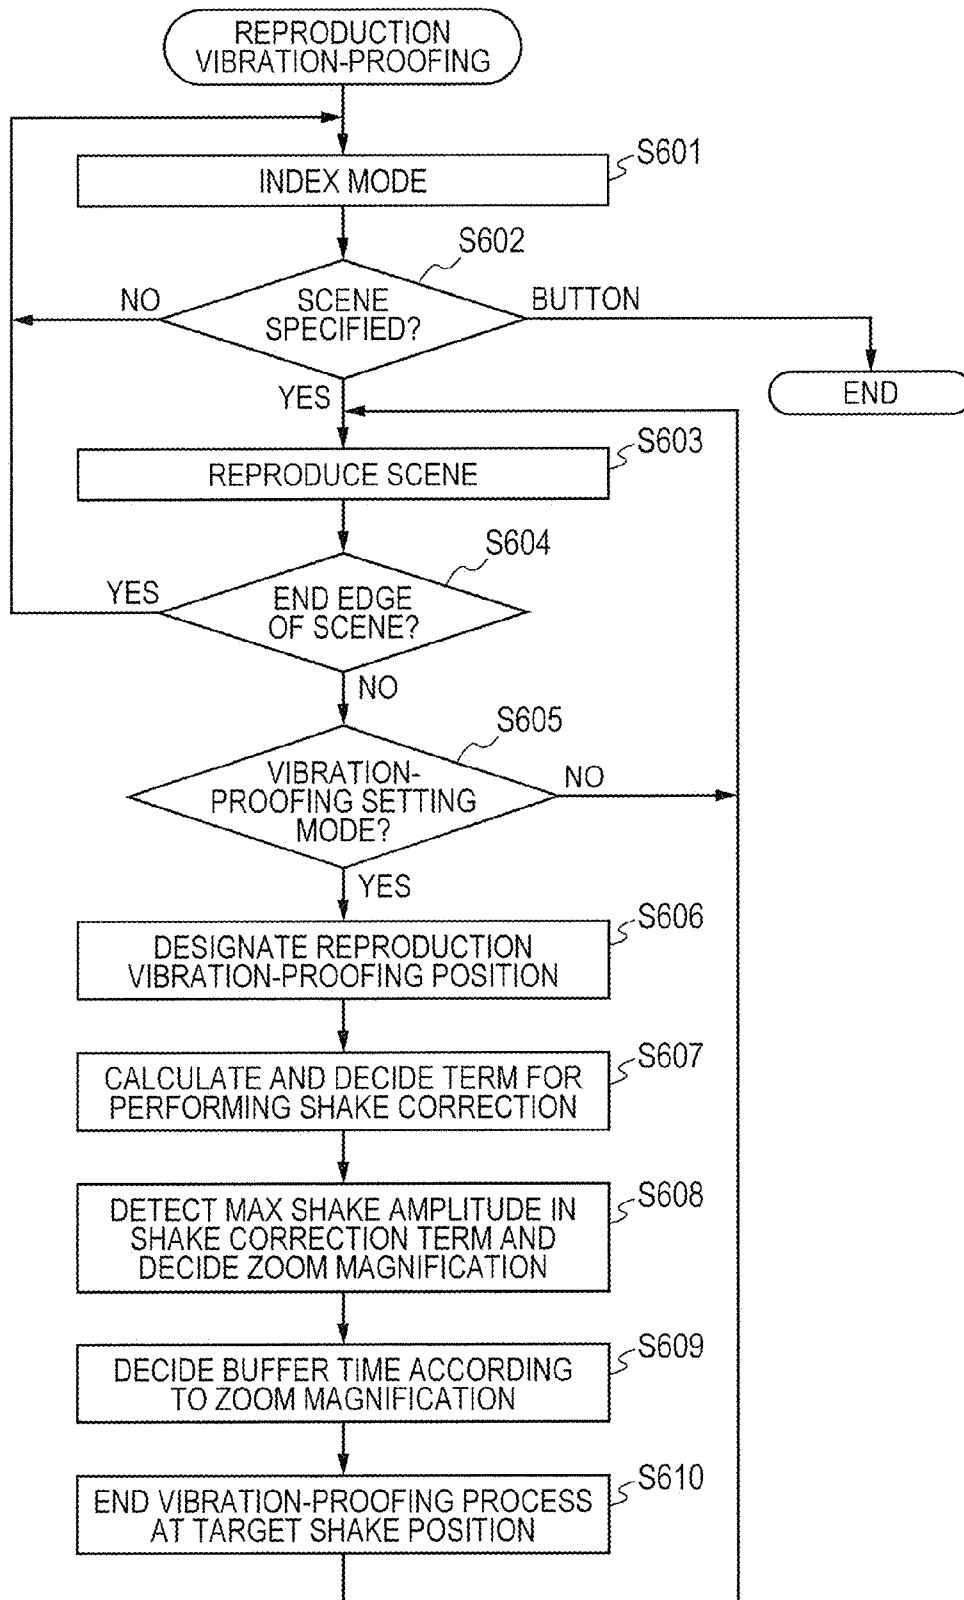 REPRODUCTION
VIBRATION-PROOFING
S601
INDEX MODE
S602
NO
SCENE
SPECIFIED?
BUTTON
YES
END
S603
REPRODUCE SCENE
S604
YES
END EDGE
OF SCENE?
NO
S605
VIBRATION-
PROOFING SETTING
MODE?
NO
YES
S606
DESIGNATE REPRODUCTION
VIBRATION-PROOFING POSITION
S607
CALCULATE AND DECIDE TERM FOR
PERFORMING SHAKE CORRECTION
S608
DETECT MAX SHAKE AMPLITUDE IN
SHAKE CORRECTION TERM AND
DECIDE ZOOM MAGNIFICATION
S609
DECIDE BUFFER TIME ACCORDING
TO ZOOM MAGNIFICATION
S610
END VIBRATION-PROOFING PROCESS
AT TARGET SHAKE POSITION